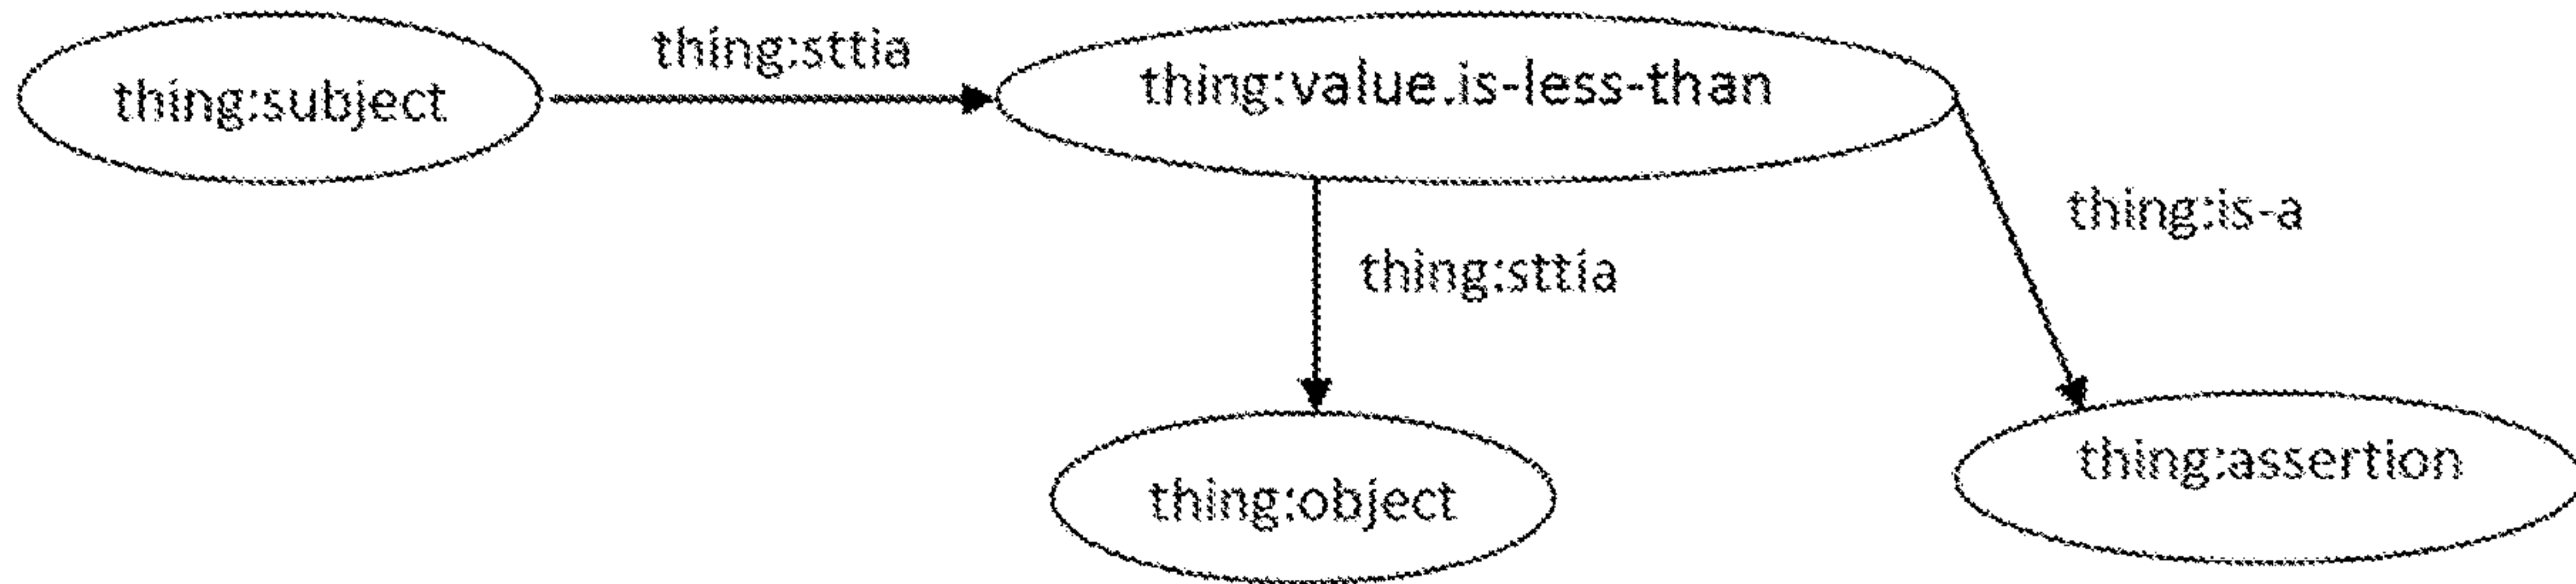 thing:subject
thing:sttia
thing:value.is-less-than
thing:is-a
thing:sttia
thing:object
thing:assertion